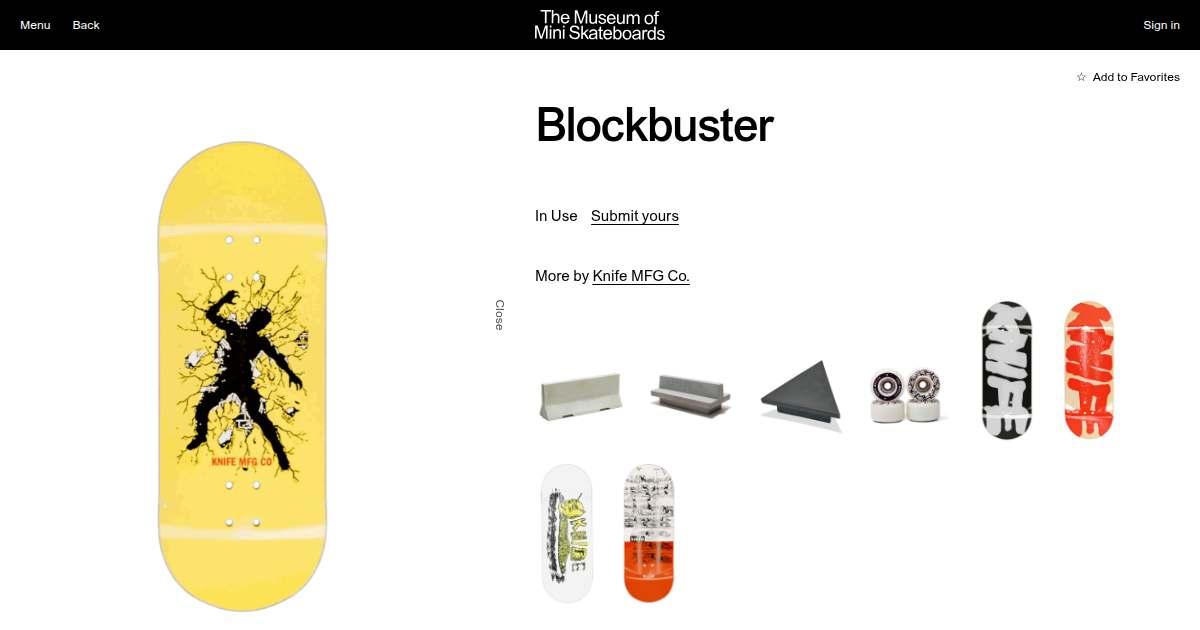 Menu
Back
The Museum of
Mini Skateboards
Sign in
☆ Add to Favorites
Blockbuster
In Use Submit yours
More by Knife MFG Co.
Close
KNIFE MFG CO
KNIFE
KNIFE
KNIFE